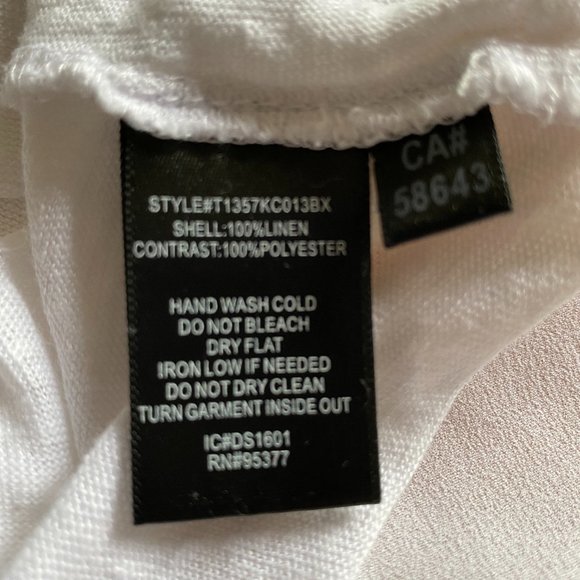 STYLE#T1357KC013BX
SHELL:100%LINEN
CONTRAST:100%POLYESTER
HAND WASH COLD
DO NOT BLEACH
DRY FLAT
IRON LOW IF NEEDED
DO NOT DRY CLEAN
TURN GARMENT INSIDE OUT
IC#DS1601
RN#95377
CA#
58643